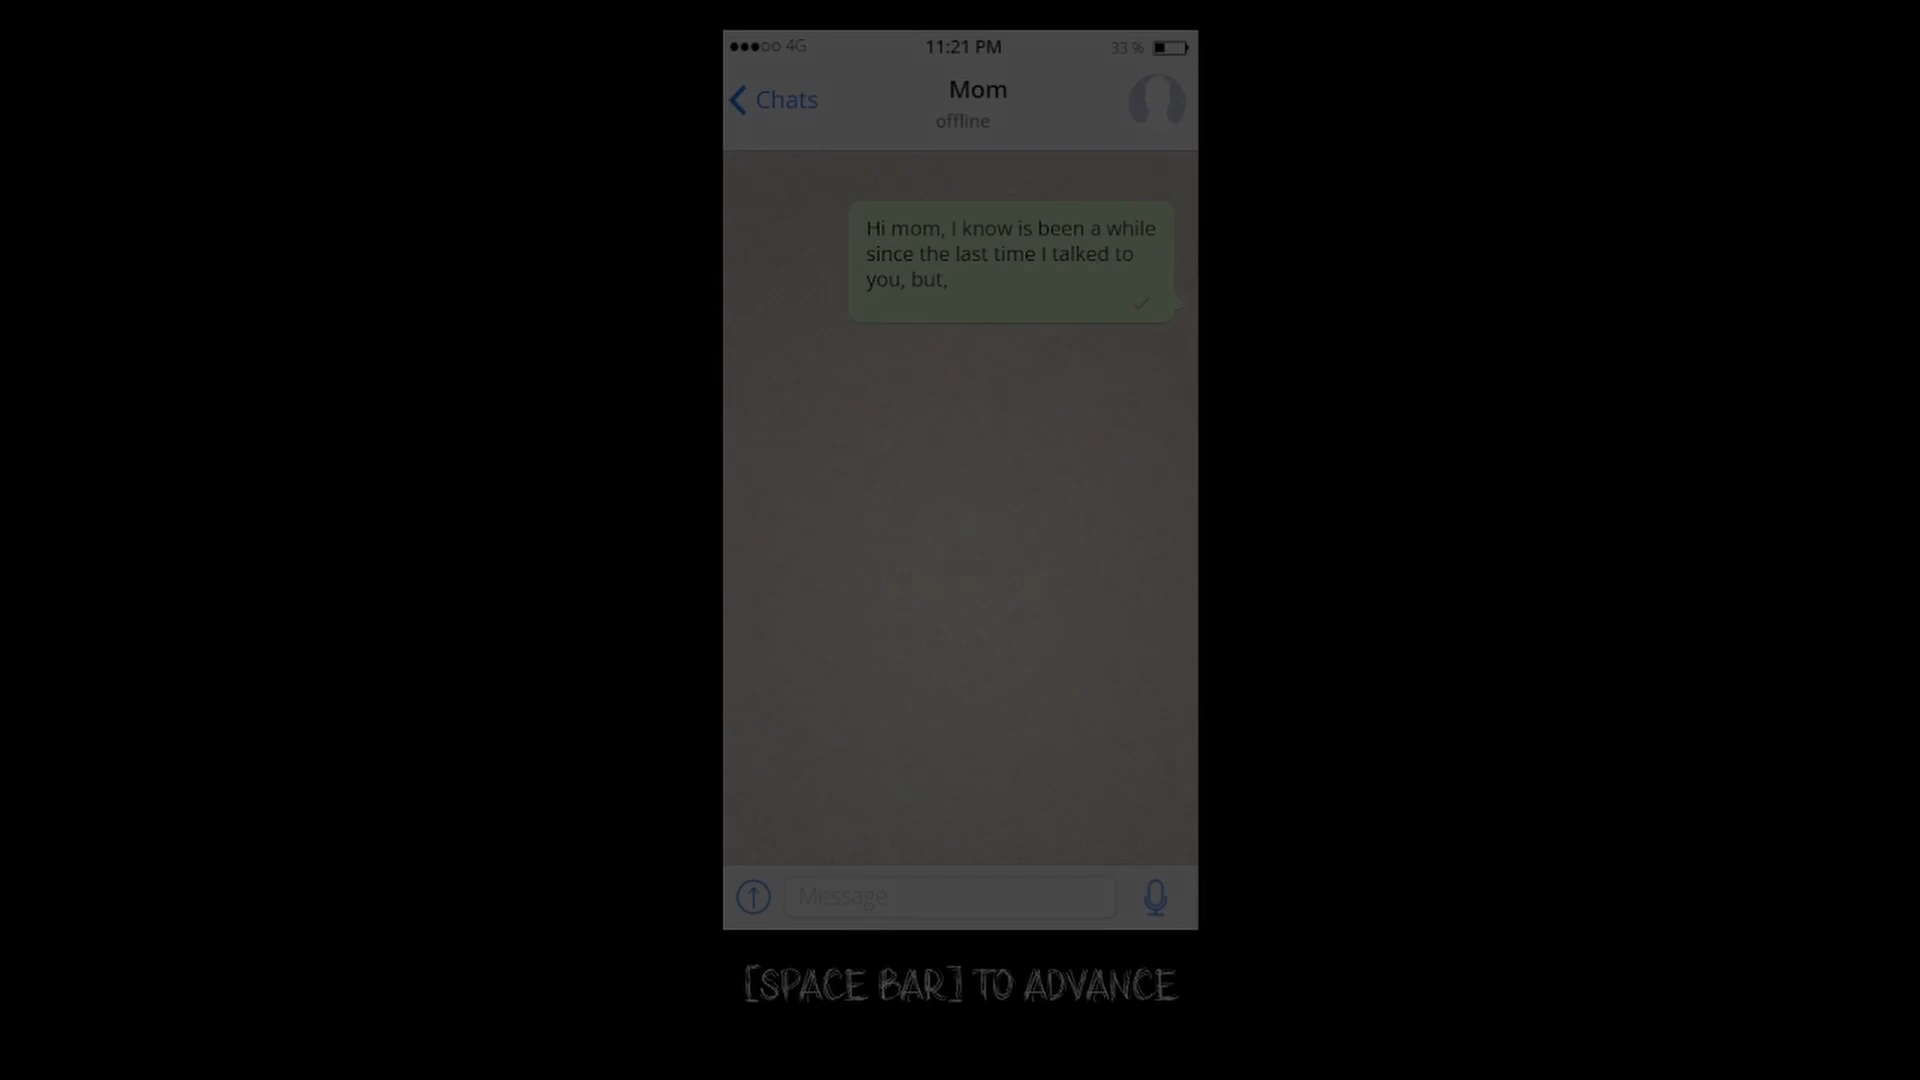 4G 11:21 PM 33 %
Chats
Mom
offline
Hi mom, I know is been a while
since the last time I talked to
you, but,
Message
[SPACE BAR] TO ADVANCE